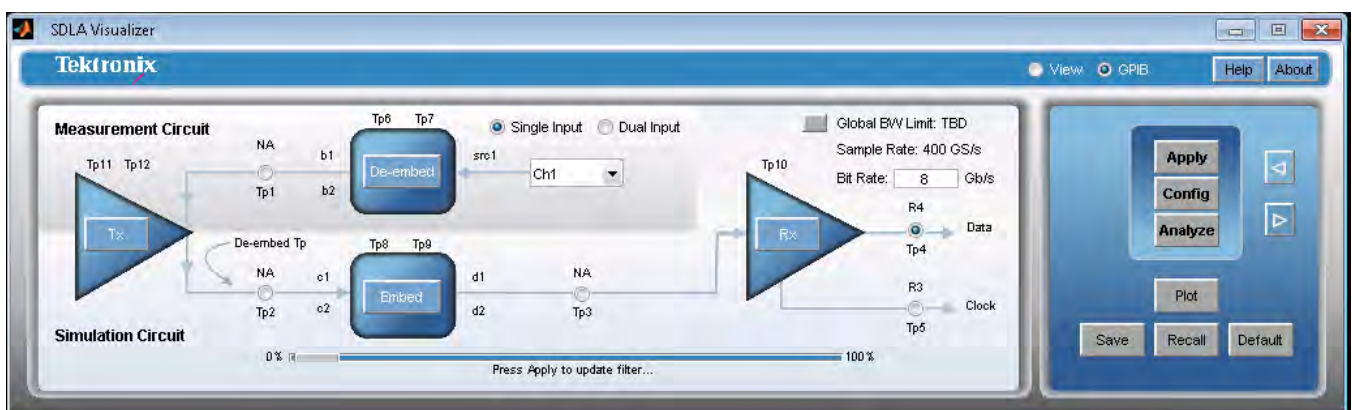 SDLA Visualizer
Tektronix
View GPIB Help About
Measurement Circuit
Tp6 Tp7
Single Input Dual Input
Global BW Limit: TBD
Sample Rate: 400 GS/s
Bit Rate: 8 Gb/s
Tp11 Tp12
NA
Tp1
b1
b2
De-embed
src1
Ch1
Tp10
Tx
Rx
R4
Tp4
Data
De-embed Tp
NA
Tp2
c1
c2
Tp8 Tp9
Embed
d1
d2
NA
Tp3
R3
Tp5
Clock
Simulation Circuit
0 % 100 %
Press Apply to update filter...
Apply
Config
Analyze
Plot
Save Recall Default